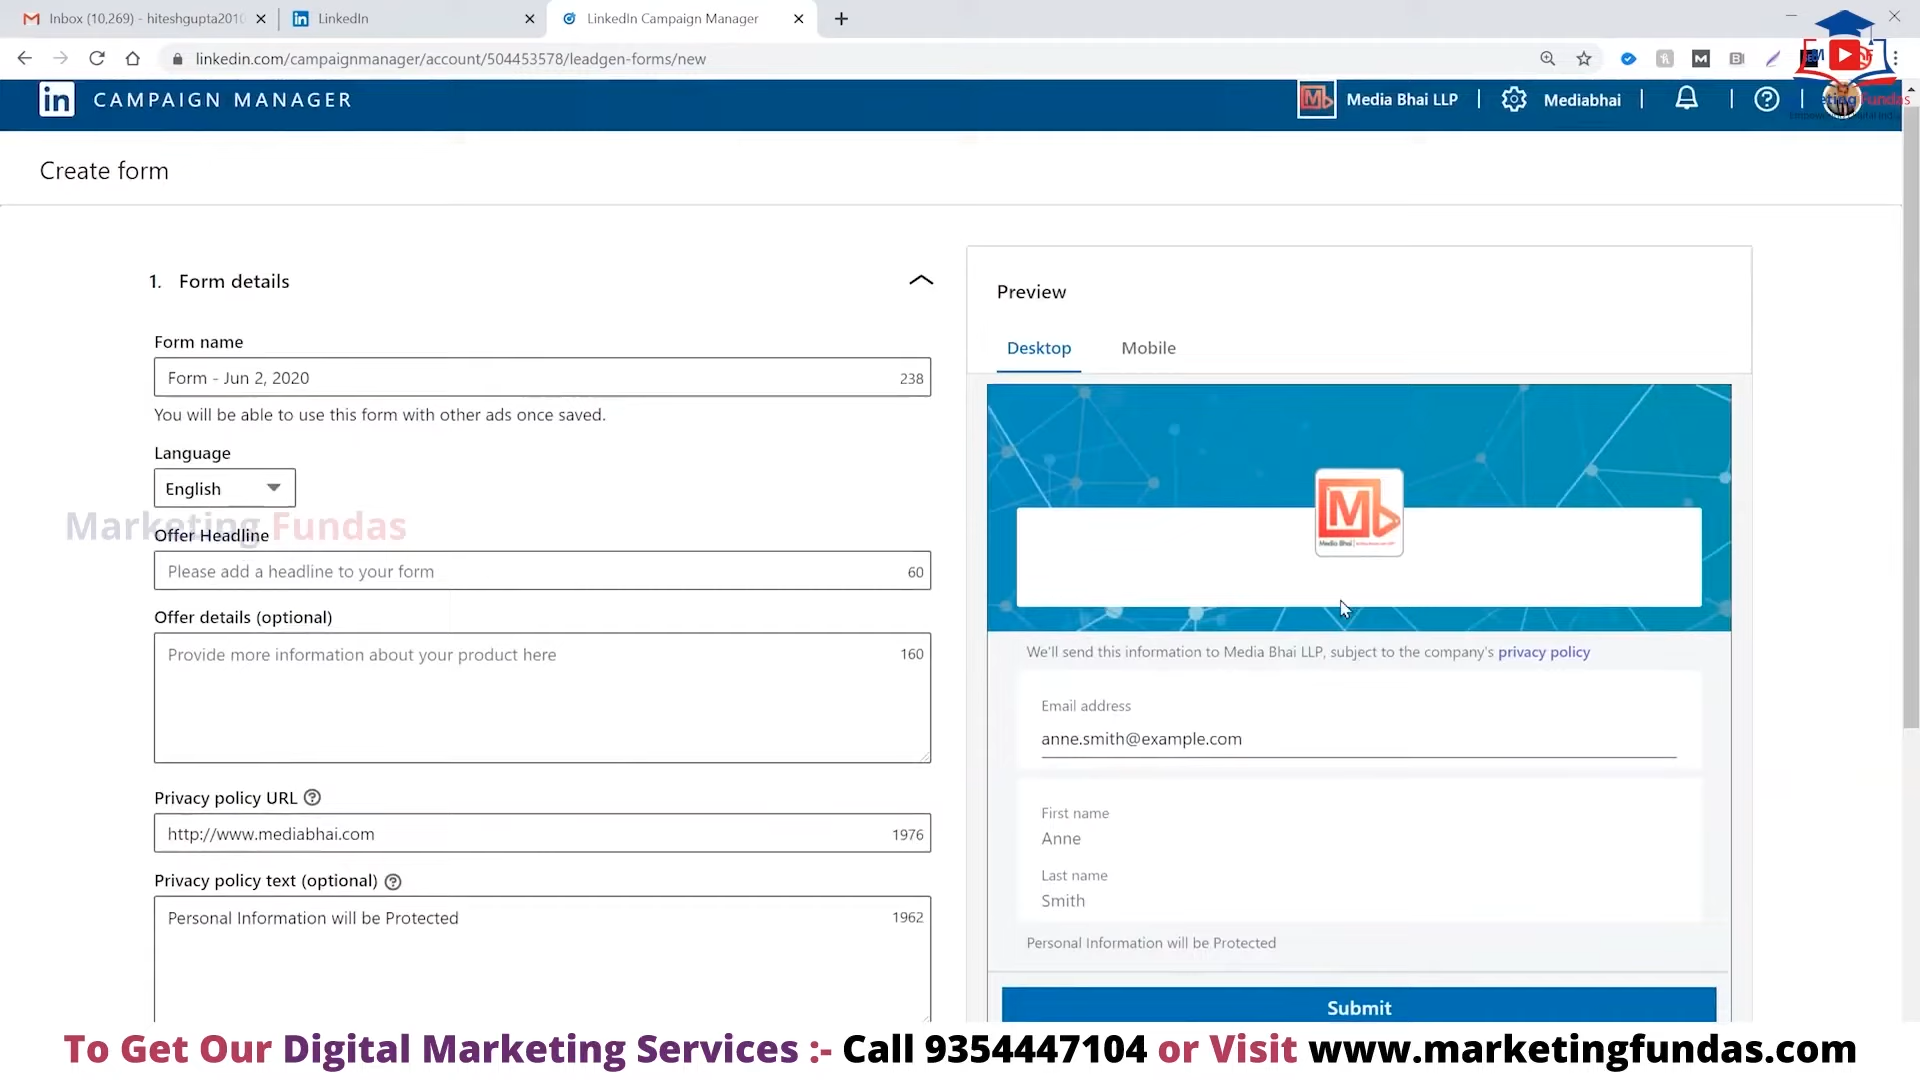 Inbox (10,269) - hiteshgupta201
LinkedIn
LinkedIn Campaign Manager
linkedin.com/campaignmanager/account/504453578/leadgen-forms/new
in CAMPAIGN MANAGER
Media Bhai LLP
Mediabhai
Create form
1. Form details
Form name
Form - Jun 2, 2020
238
You will be able to use this form with other ads once saved.
Language
English
Marketing Fundas
Offer Headline
Please add a headline to your form
60
Offer details (optional)
Provide more information about your product here
160
Privacy policy URL
http://www.mediabhai.com
1976
Privacy policy text (optional)
Personal Information will be Protected
1962
Preview
Desktop
Mobile
We'll send this information to Media Bhai LLP, subject to the company's privacy policy
Email address
anne.smith@example.com
First name
Anne
Last name
Smith
Personal Information will be Protected
Submit
To Get Our Digital Marketing Services :- Call 9354447104 or Visit www.marketingfundas.com